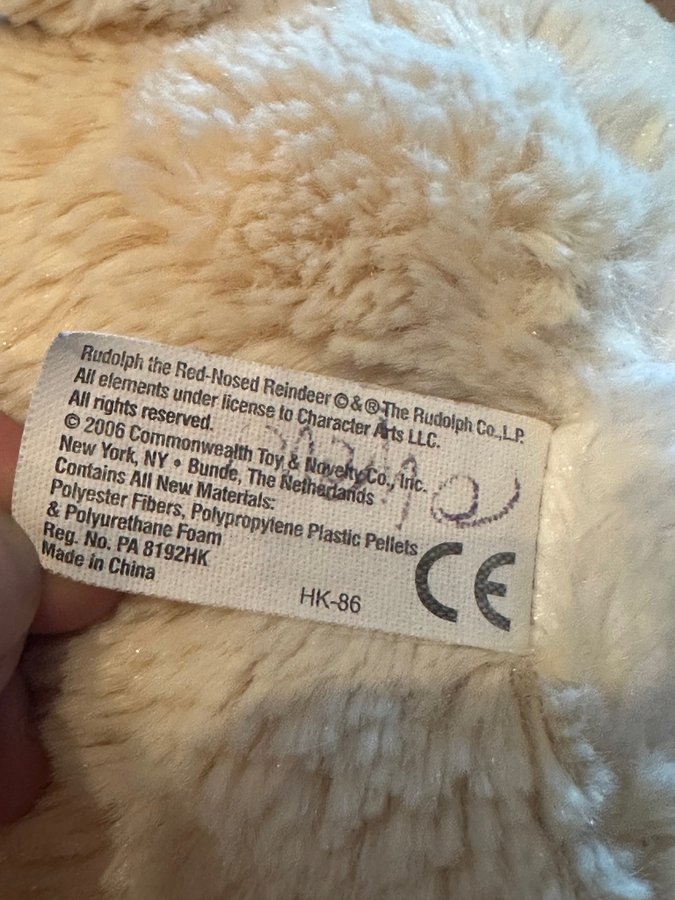 Rudolph the Red-Nosed Reindeer © & ® The Rudolph Co., L.P.
All elements under license to Character Arts LLC.
All rights reserved.
© 2006 Commonwealth Toy & Novelty Co., Inc.
New York, NY • Bunde, The Netherlands
Contains All New Materials:
Polyester Fibers, Polypropylene Plastic Pellets
& Polyurethane Foam
Reg. No. PA 8192HK
Made in China
HK-86
CE